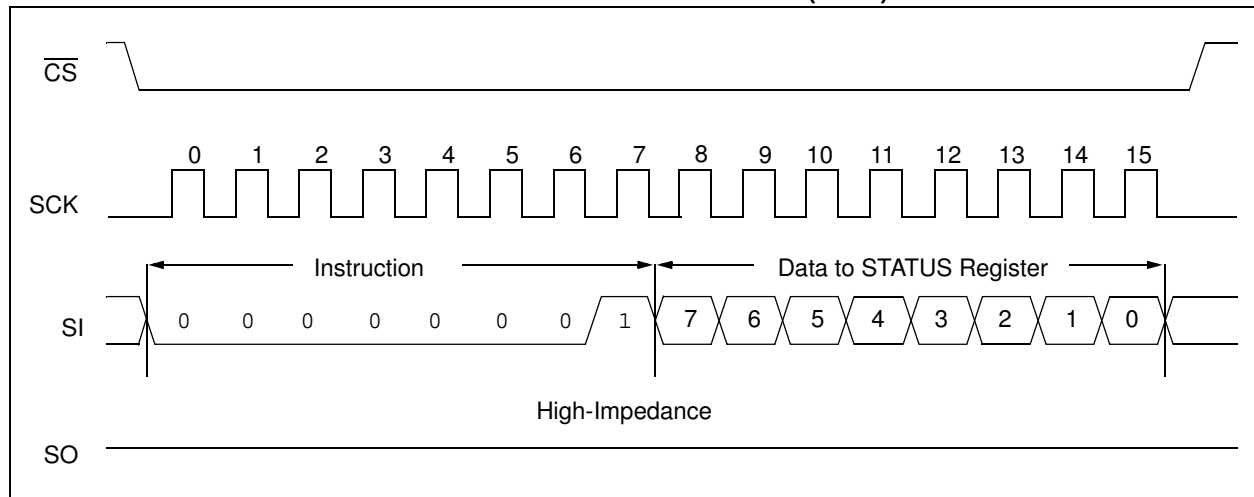 CS
0 1 2 3 4 5 6 7 8 9 10 11 12 13 14 15
SCK
Instruction Data to STATUS Register
SI 0 0 0 0 0 0 0 1 7 6 5 4 3 2 1 0
High-Impedance
SO